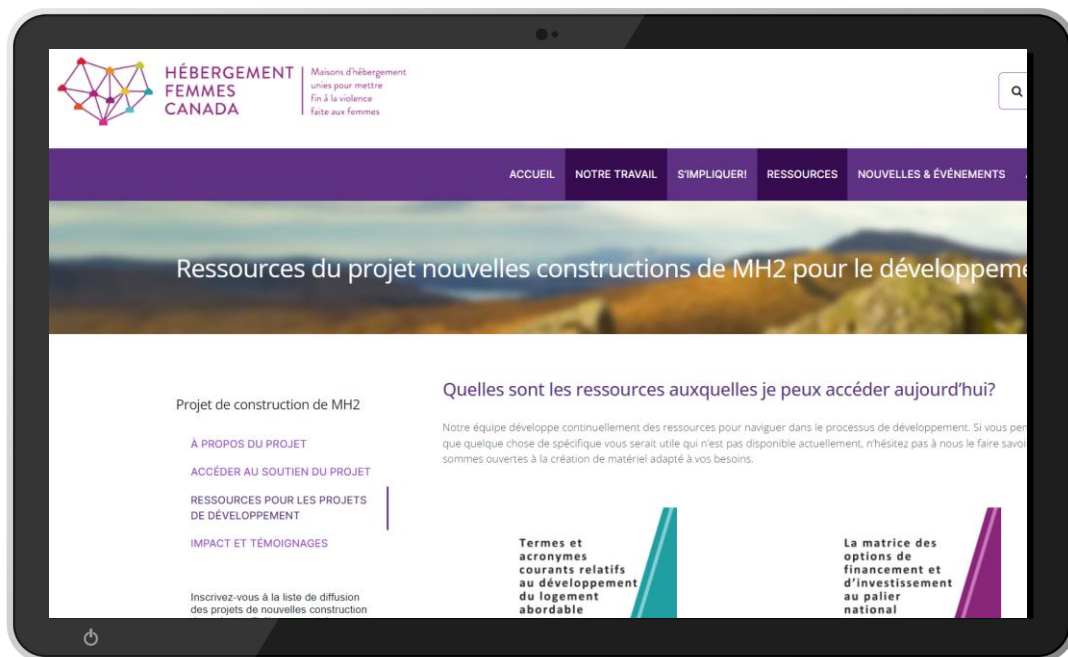 HÉBERGEMENT
FEMMES
CANADA
Maisons d'hébergement
unies pour mettre
fin à la violence
faite aux femmes
ACCUEIL NOTRE TRAVAIL S'IMPLIQUER! RESSOURCES NOUVELLES & ÉVÉNEMENTS
Ressources du projet nouvelles constructions de MH2 pour le développeme
Projet de construction de MH2
À PROPOS DU PROJET
ACCÉDER AU SOUTIEN DU PROJET
RESSOURCES POUR LES PROJETS
DE DÉVELOPPEMENT
IMPACT ET TÉMOIGNAGES
Inscrivez-vous à la liste de diffusion
des projets de nouvelles construction
Quelles sont les ressources auxquelles je peux accéder aujourd'hui?
Notre équipe développe continuellement des ressources pour naviguer dans le processus de développement. Si vous pen
que quelque chose de spécifique vous serait utile qui n'est pas disponible actuellement, n'hésitez pas à nous le faire savoi
sommes ouvertes à la création de matériel adapté à vos besoins.
Termes et
acronymes
courants relatifs
au développement
du logement
abordable
La matrice des
options de
financement et
d'investissement
au palier
national